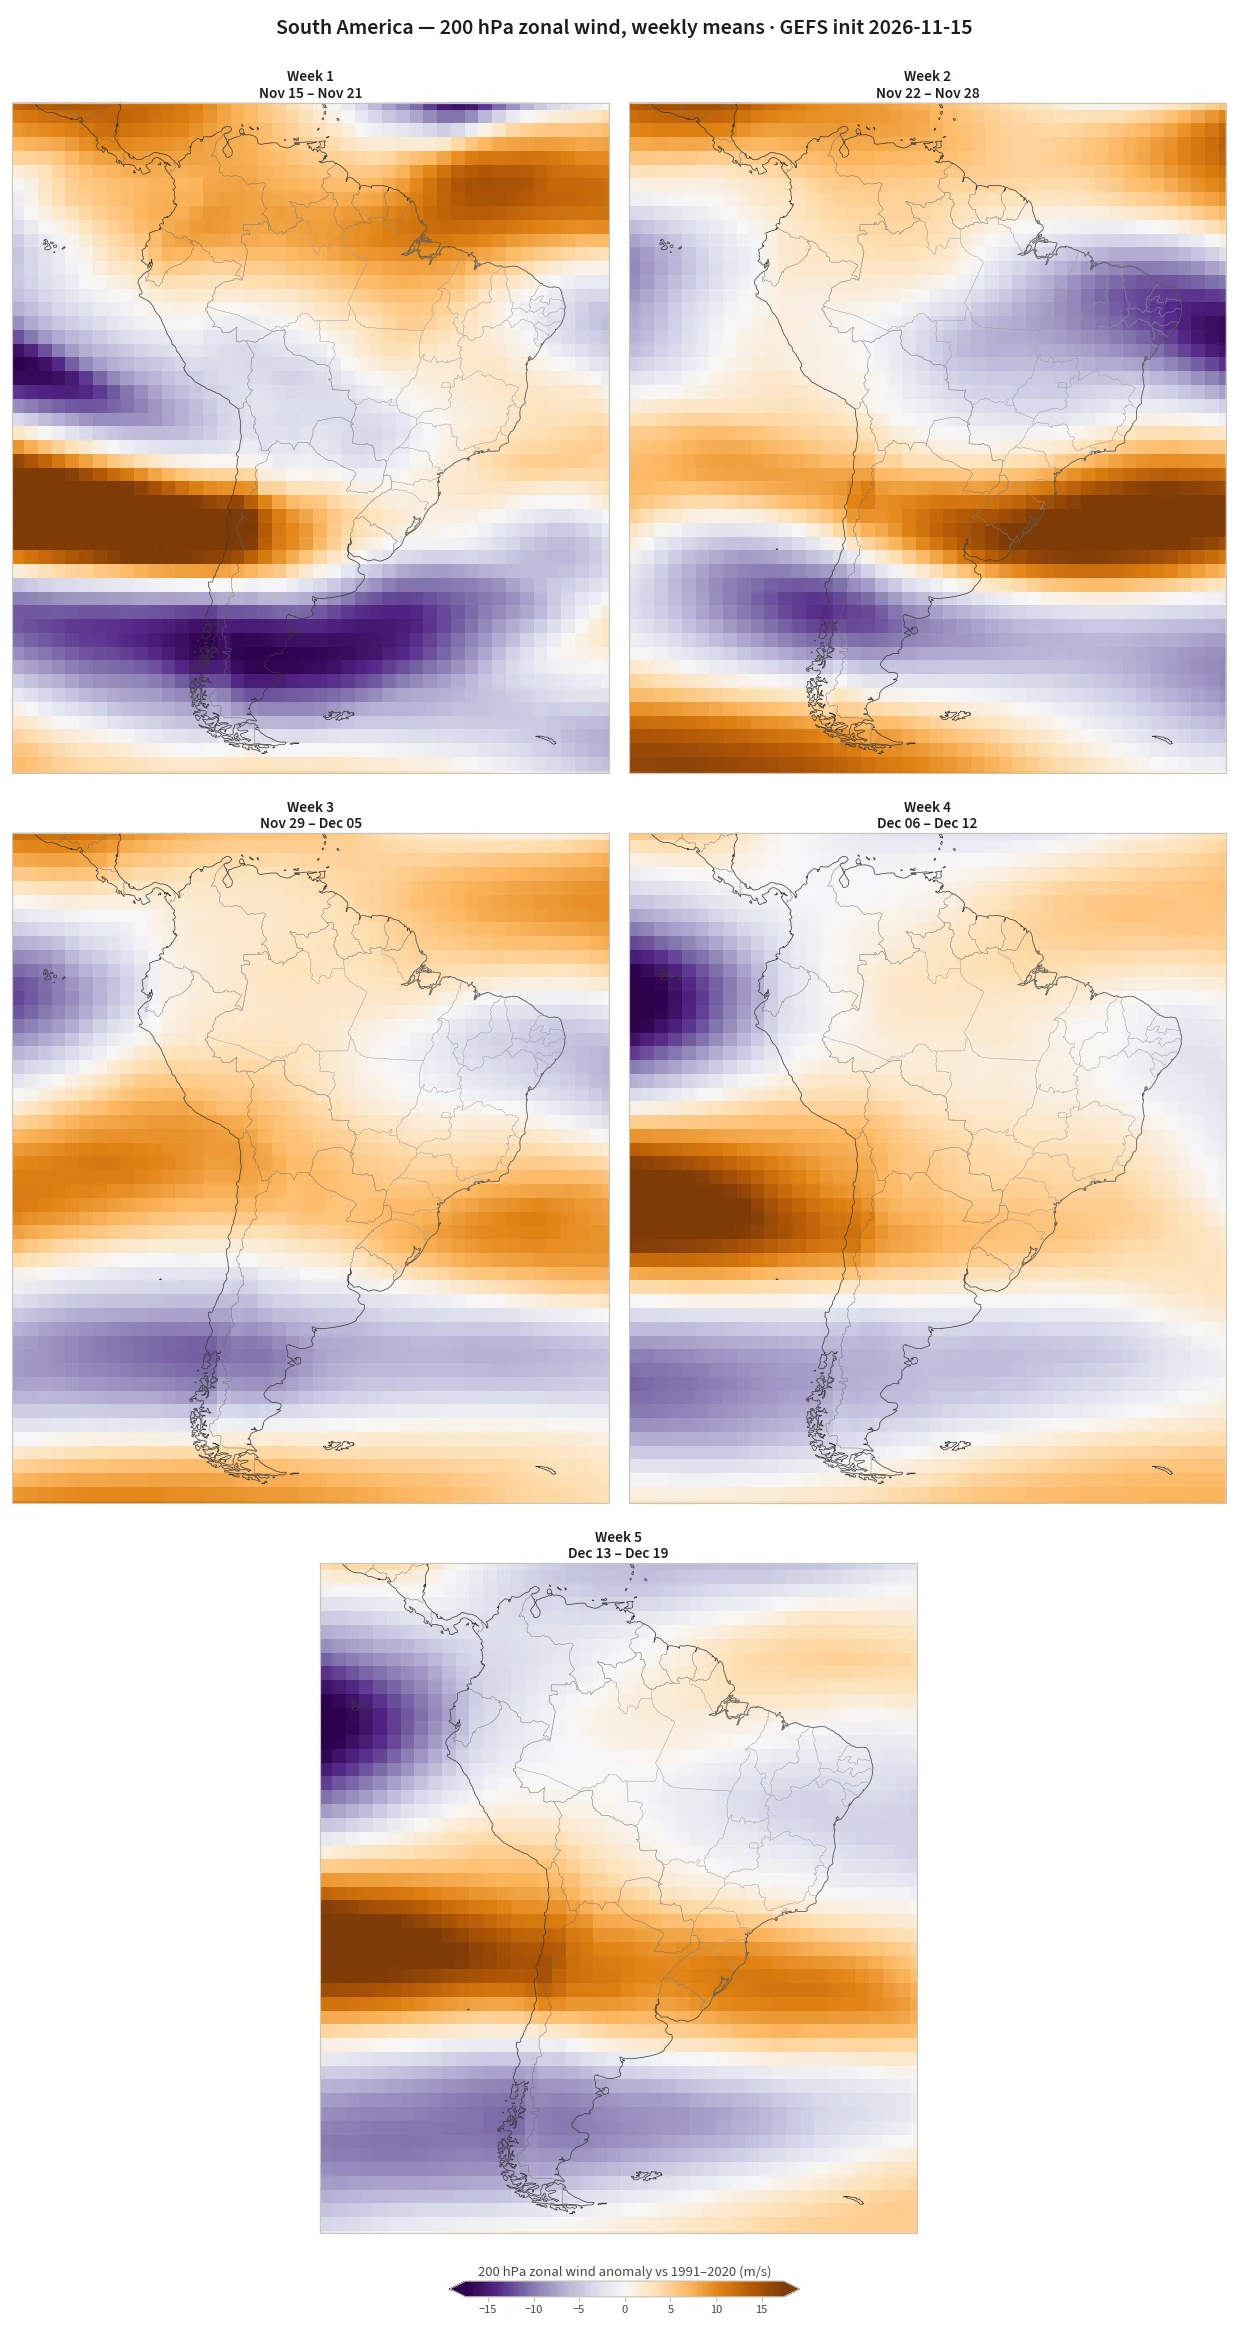 South America — 200 hPa zonal wind, weekly means · GEFS init 2026-11-15
Week 1
Nov 15 – Nov 21
Week 2
Nov 22 – Nov 28
Week 3
Nov 29 – Dec 05
Week 4
Dec 06 – Dec 12
Week 5
Dec 13 – Dec 19
200 hPa zonal wind anomaly vs 1991–2020 (m/s)
−15 −10 −5 0 5 10 15